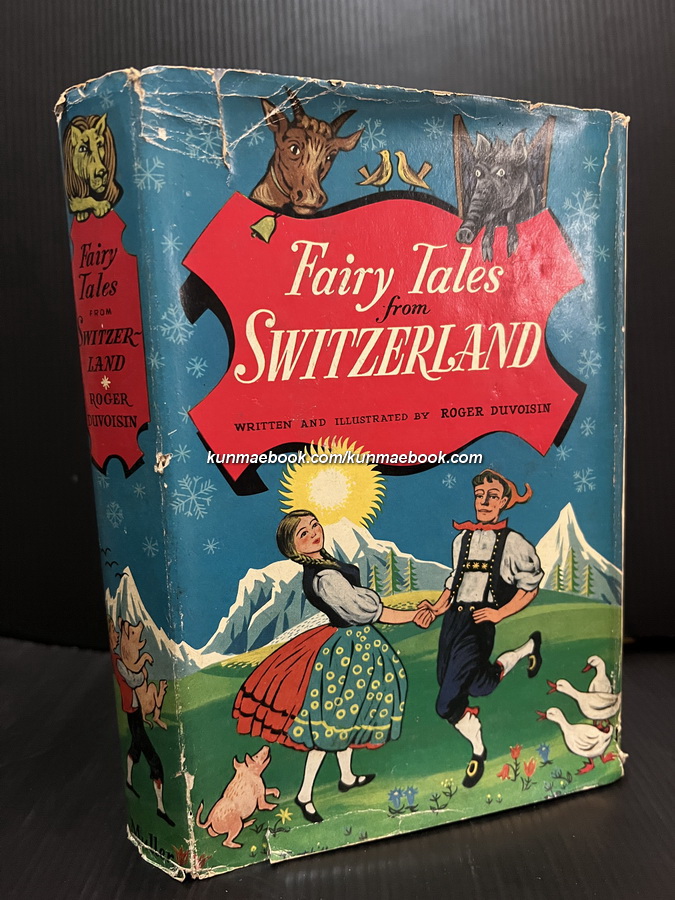 Fairy
Tales
FROM
SWITZER-
LAND
ROGER
DUVOISIN
Muller
Fairy Tales
from
SWITZERLAND
WRITTEN AND ILLUSTRATED BY ROGER DUVOISIN
kunmaebook.com/kunmaebook.com